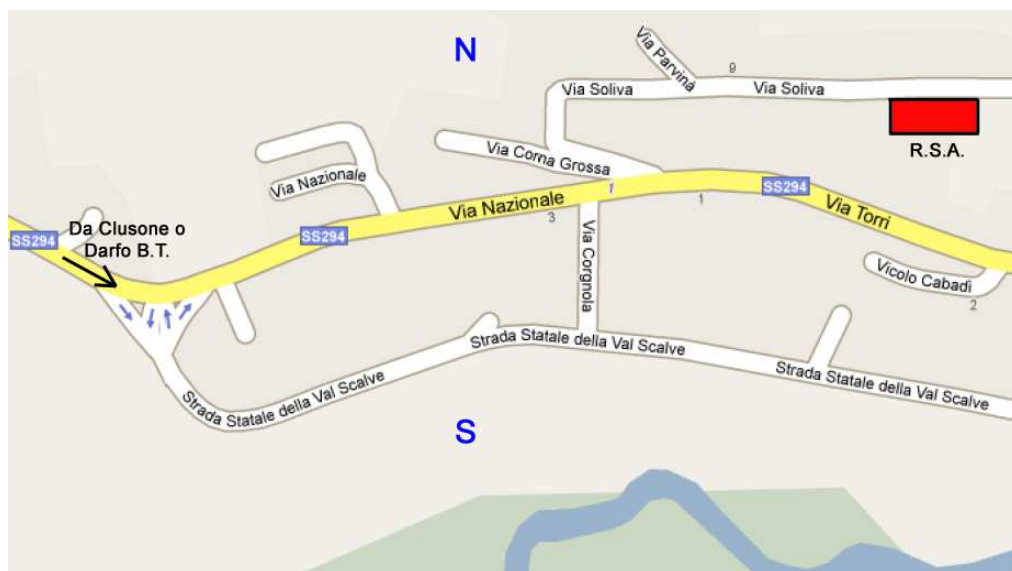 N
Via Parvinà
9
Via Soliva
Via Soliva
R.S.A.
Via Corna Grossa
Via Nazionale
1
SS294
Via Nazionale
3
1
Via Torri
SS294
SS294
Da Clusone o
Darfo B.T.
Via Corgnola
Vicolo Cabadì
2
Strada Statale della Val Scalve
Strada Statale della Val Scalve
Strada Statale della Val Scalve
S